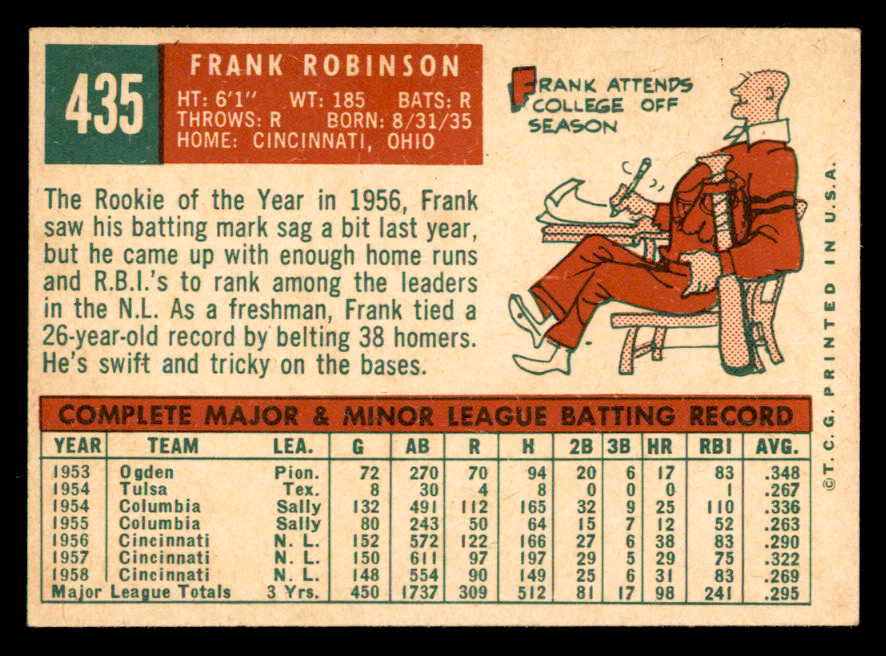 435
FRANK ROBINSON
HT: 6'1" WT: 185 BATS: R
THROWS: R BORN: 8/31/35
HOME: CINCINNATI, OHIO
FRANK ATTENDS
COLLEGE OFF
SEASON
The Rookie of the Year in 1956, Frank
saw his batting mark sag a bit last year,
but he came up with enough home runs
and R.B.I.'s to rank among the leaders
in the N.L. As a freshman, Frank tied a
26-year-old record by belting 38 homers.
He's swift and tricky on the bases.
COMPLETE MAJOR & MINOR LEAGUE BATTING RECORD
YEAR TEAM LEA. G AB R H 2B 3B HR RBI AVG.
1953 Ogden Pion. 72 270 70 94 20 6 17 83 .348
1954 Tulsa Tex. 8 30 4 8 0 0 0 1 .267
1954 Columbia Sally 132 491 112 165 32 9 25 110 .336
1955 Columbia Sally 80 243 50 64 15 7 12 52 .263
1956 Cincinnati N. L. 152 572 122 166 27 6 38 83 .290
1957 Cincinnati N. L. 150 611 97 197 29 5 29 75 .322
1958 Cincinnati N. L. 148 554 90 149 25 6 31 83 .269
Major League Totals 3 Yrs. 450 1737 309 512 81 17 98 241 .295
©T. C. G. PRINTED IN U.S.A.